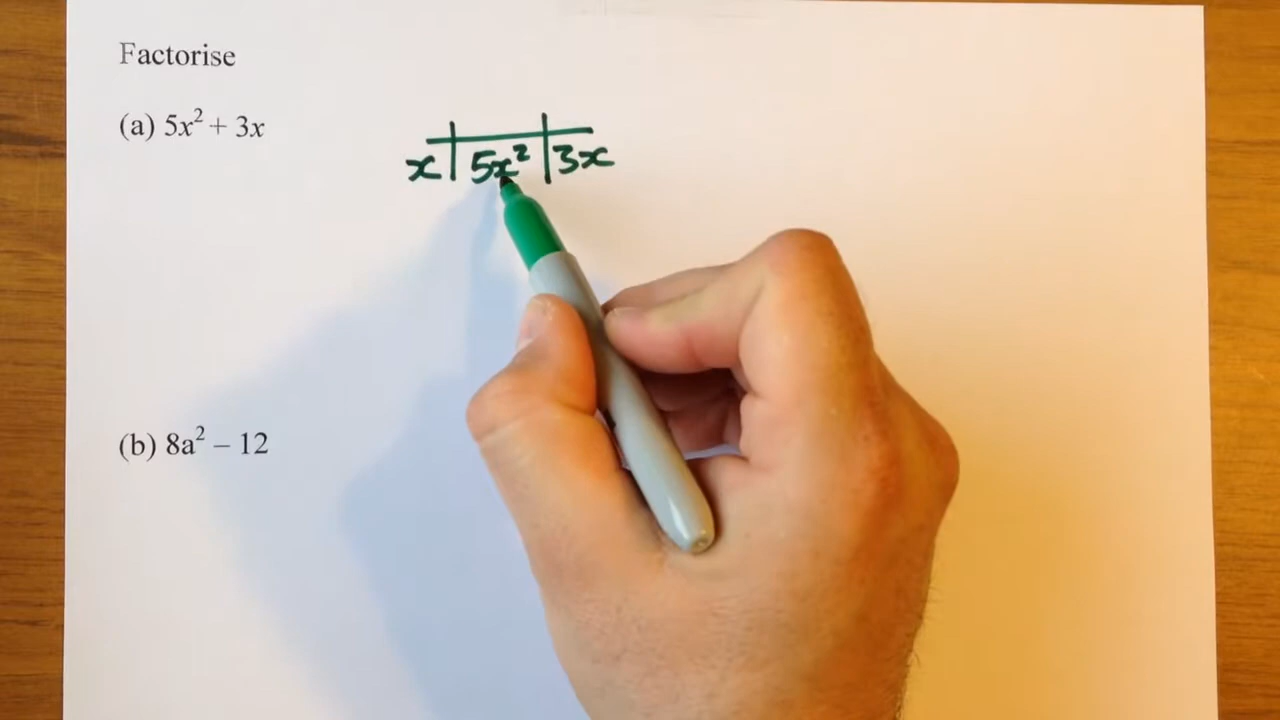 Factorise
(a) 5x² + 3x
x 5x² 3x
(b) 8a² – 12